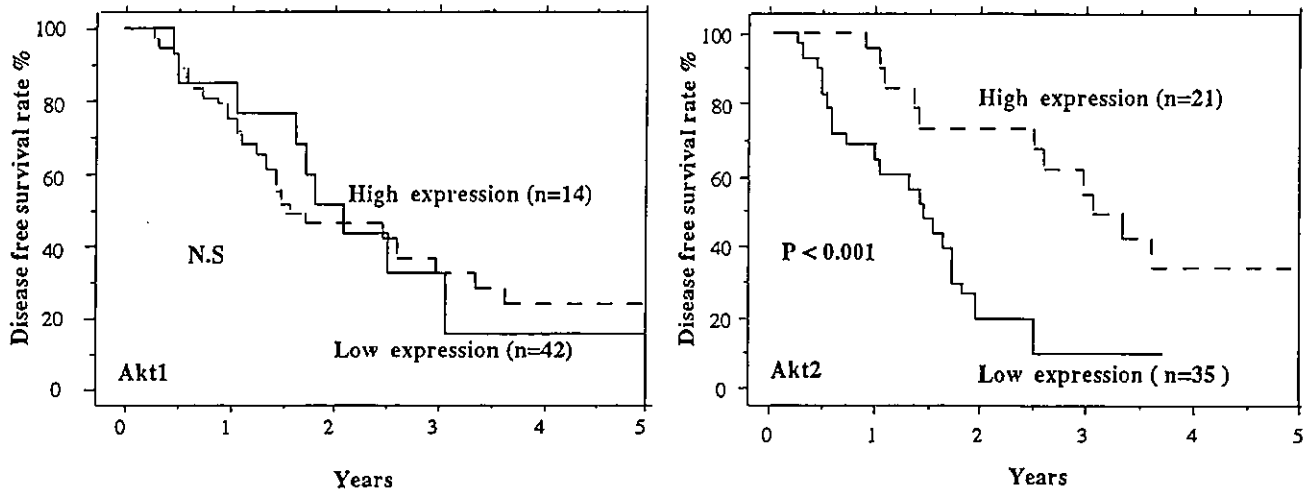 Disease free survival rate %
100
80
60
40
20
0
High expression (n=14)
N.S
Low expression (n=42)
Akt1
0 1 2 3 4 5
Years
Disease free survival rate %
100
80
60
40
20
0
High expression (n=21)
P < 0.001
Akt2
Low expression ( n=35 )
0 1 2 3 4 5
Years